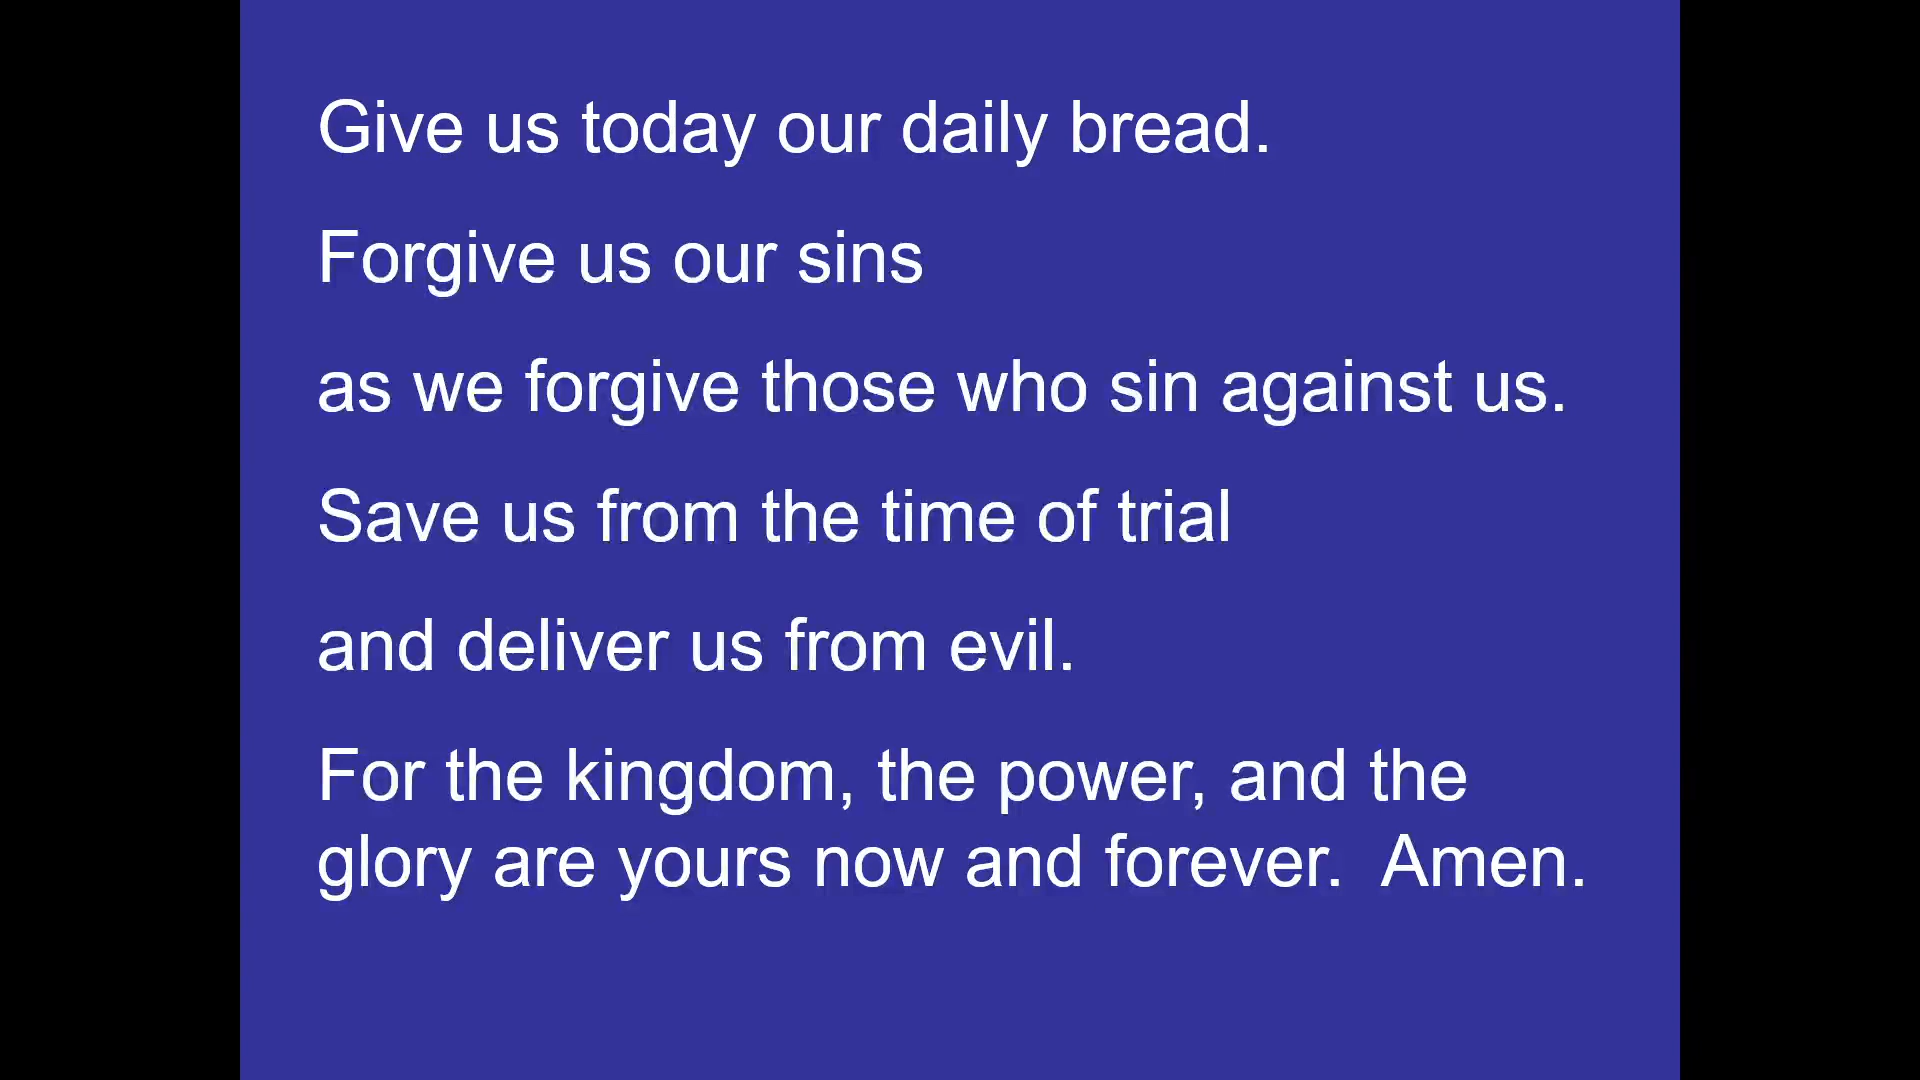 Give us today our daily bread.
Forgive us our sins
as we forgive those who sin against us.
Save us from the time of trial
and deliver us from evil.
For the kingdom, the power, and the
glory are yours now and forever.  Amen.